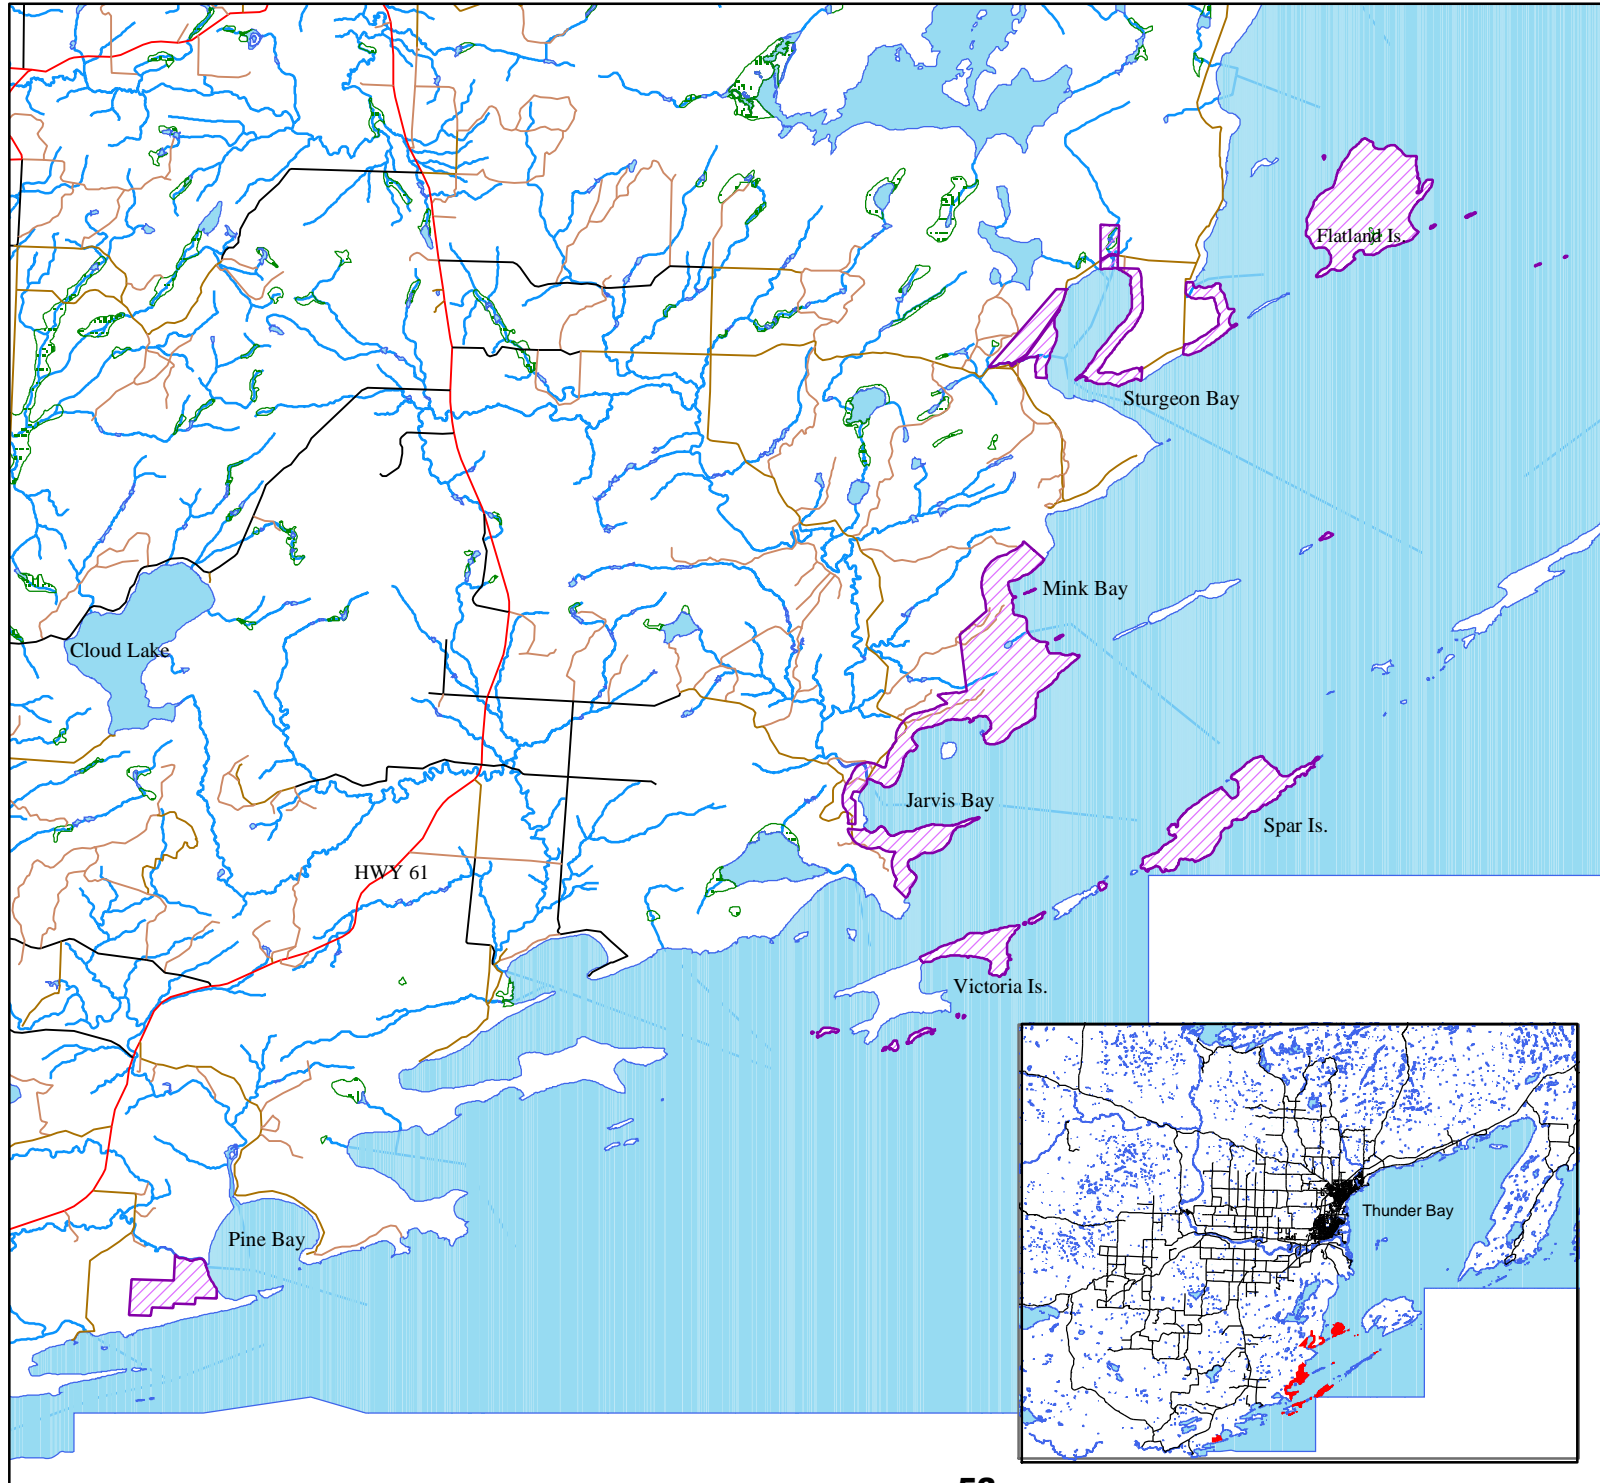 Flatland Is.
Sturgeon Bay
Mink Bay
Cloud Lake
Jarvis Bay
Spar Is.
HWY 61
Victoria Is.
Thunder Bay
Pine Bay